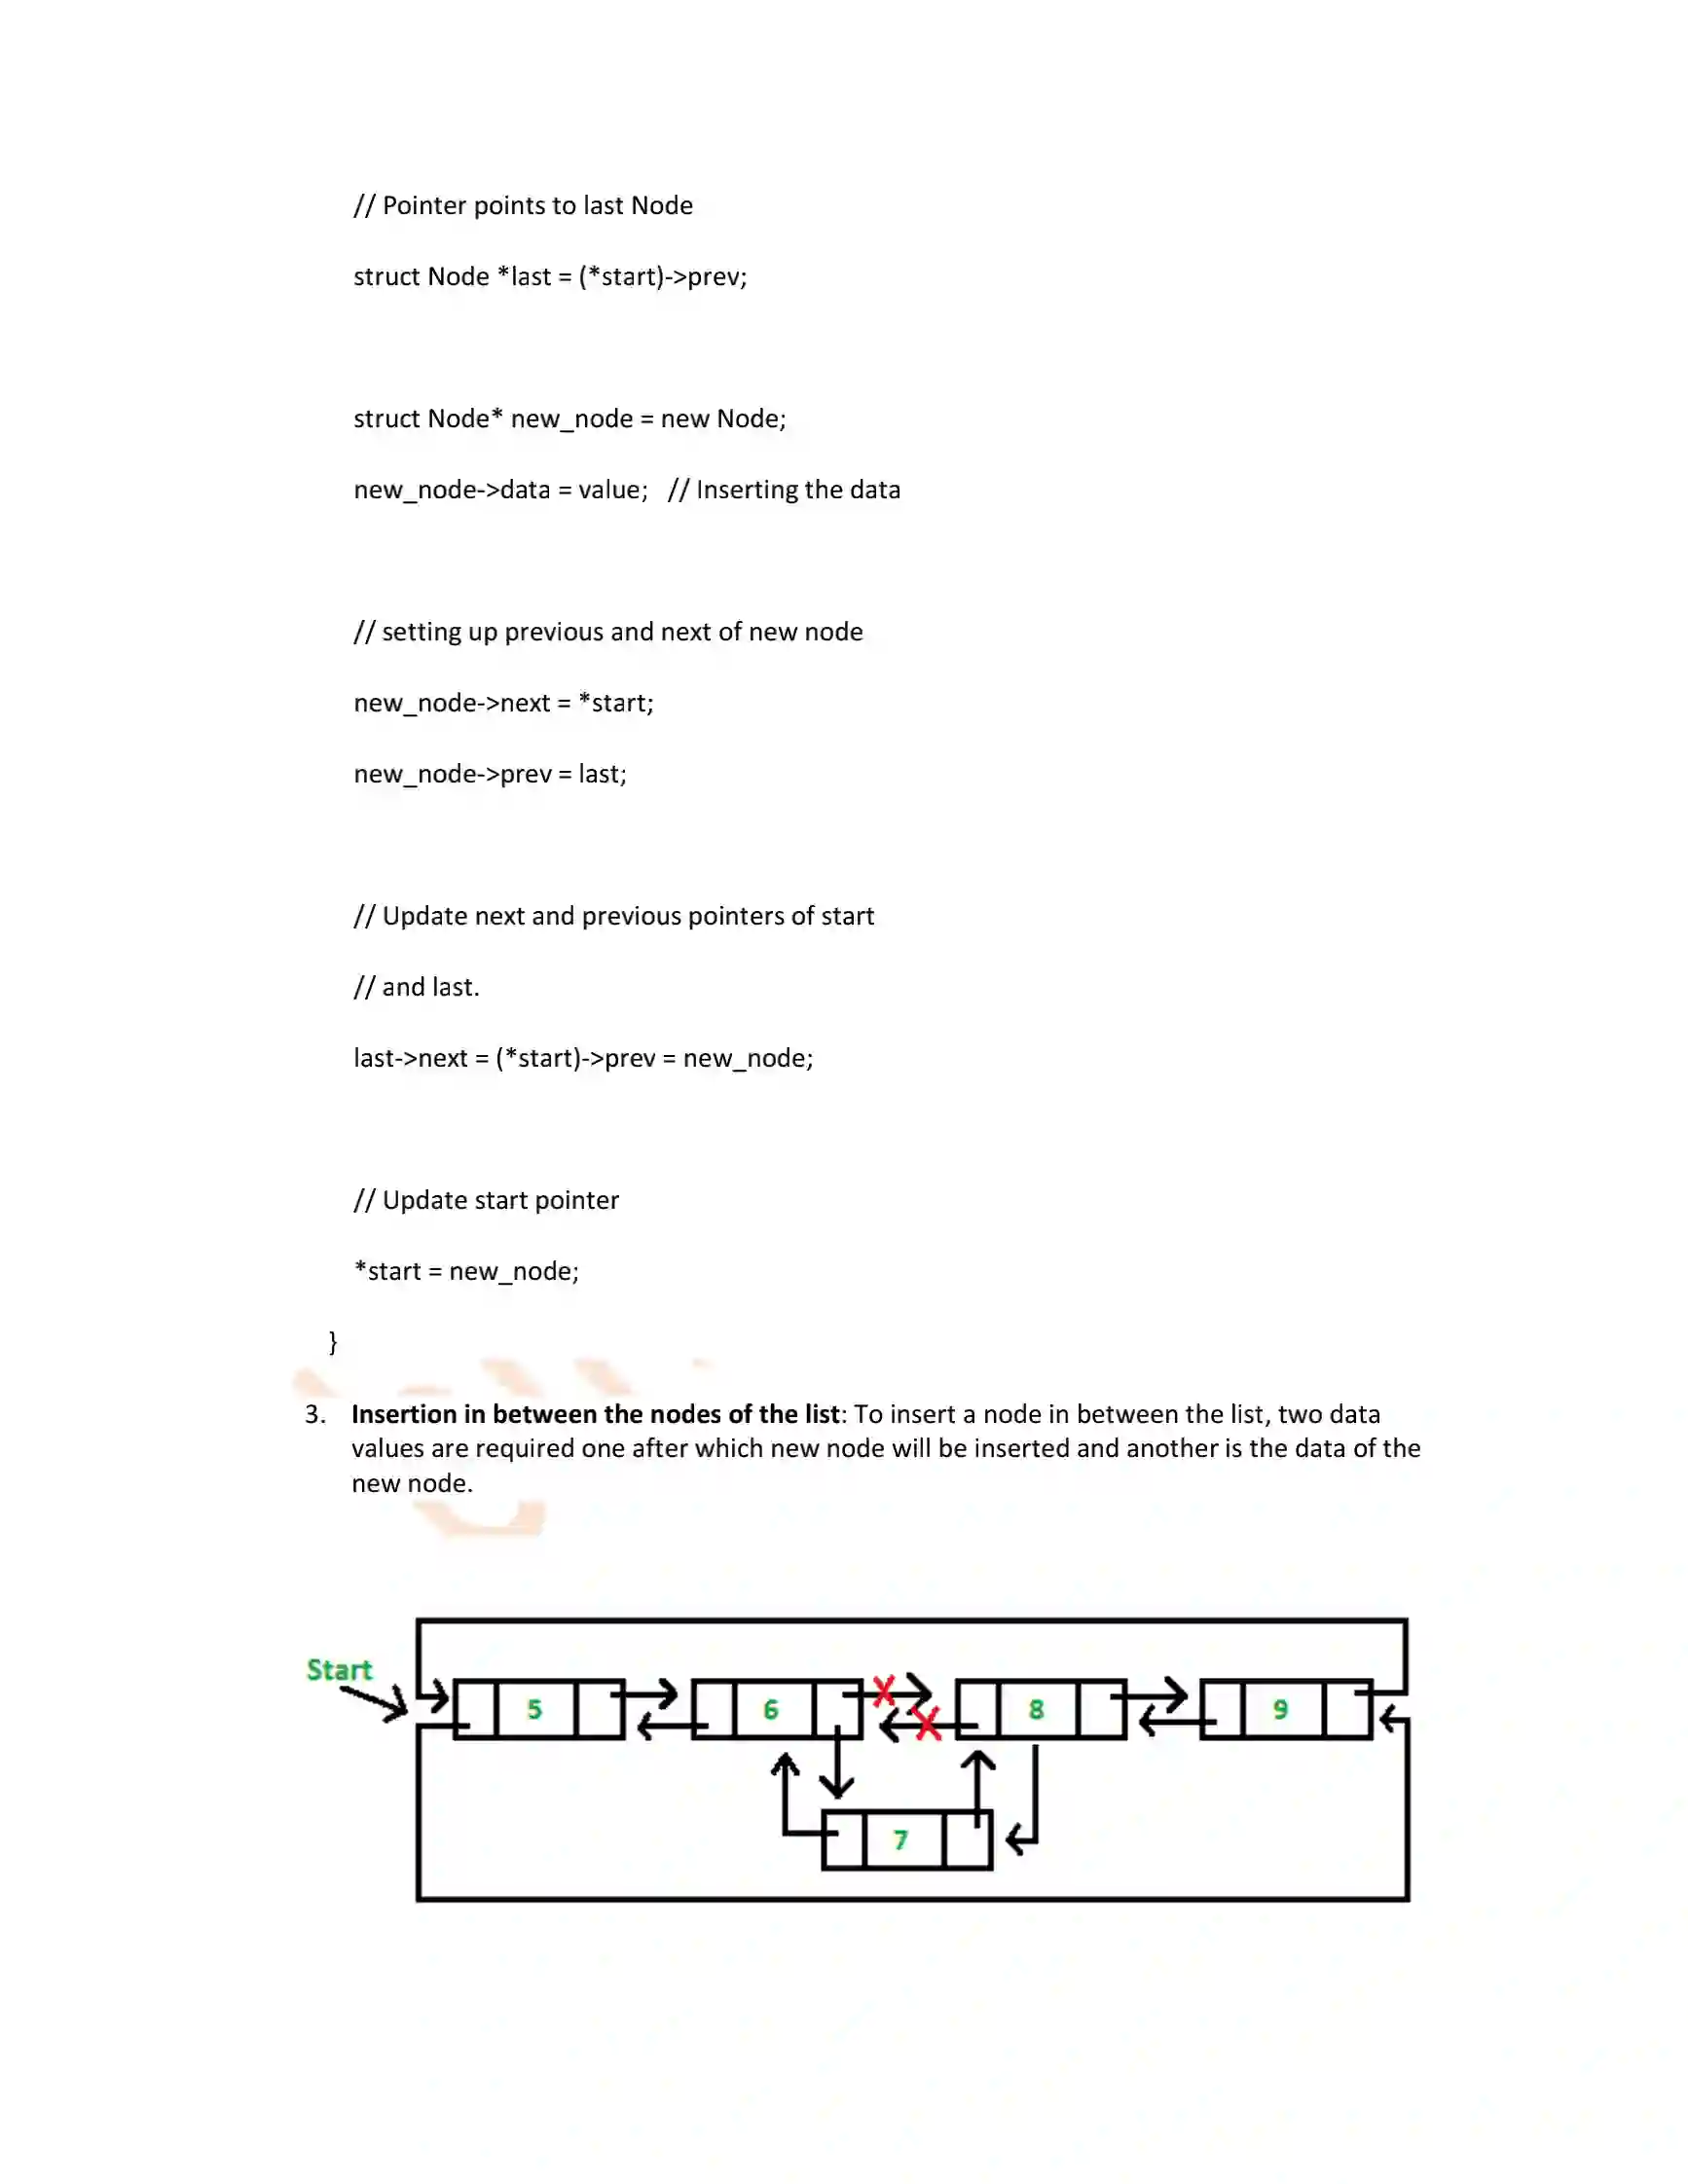 // Pointer points to last Node
struct Node *last = (*start)->prev;
struct Node* new_node = new Node;
new_node->data = value;   // Inserting the data
// setting up previous and next of new node
new_node->next = *start;
new_node->prev = last;
// Update next and previous pointers of start
// and last.
last->next = (*start)->prev = new_node;
// Update start pointer
*start = new_node;
}
3. Insertion in between the nodes of the list: To insert a node in between the list, two data
values are required one after which new node will be inserted and another is the data of the
new node.
Start
5 6 8 9
7